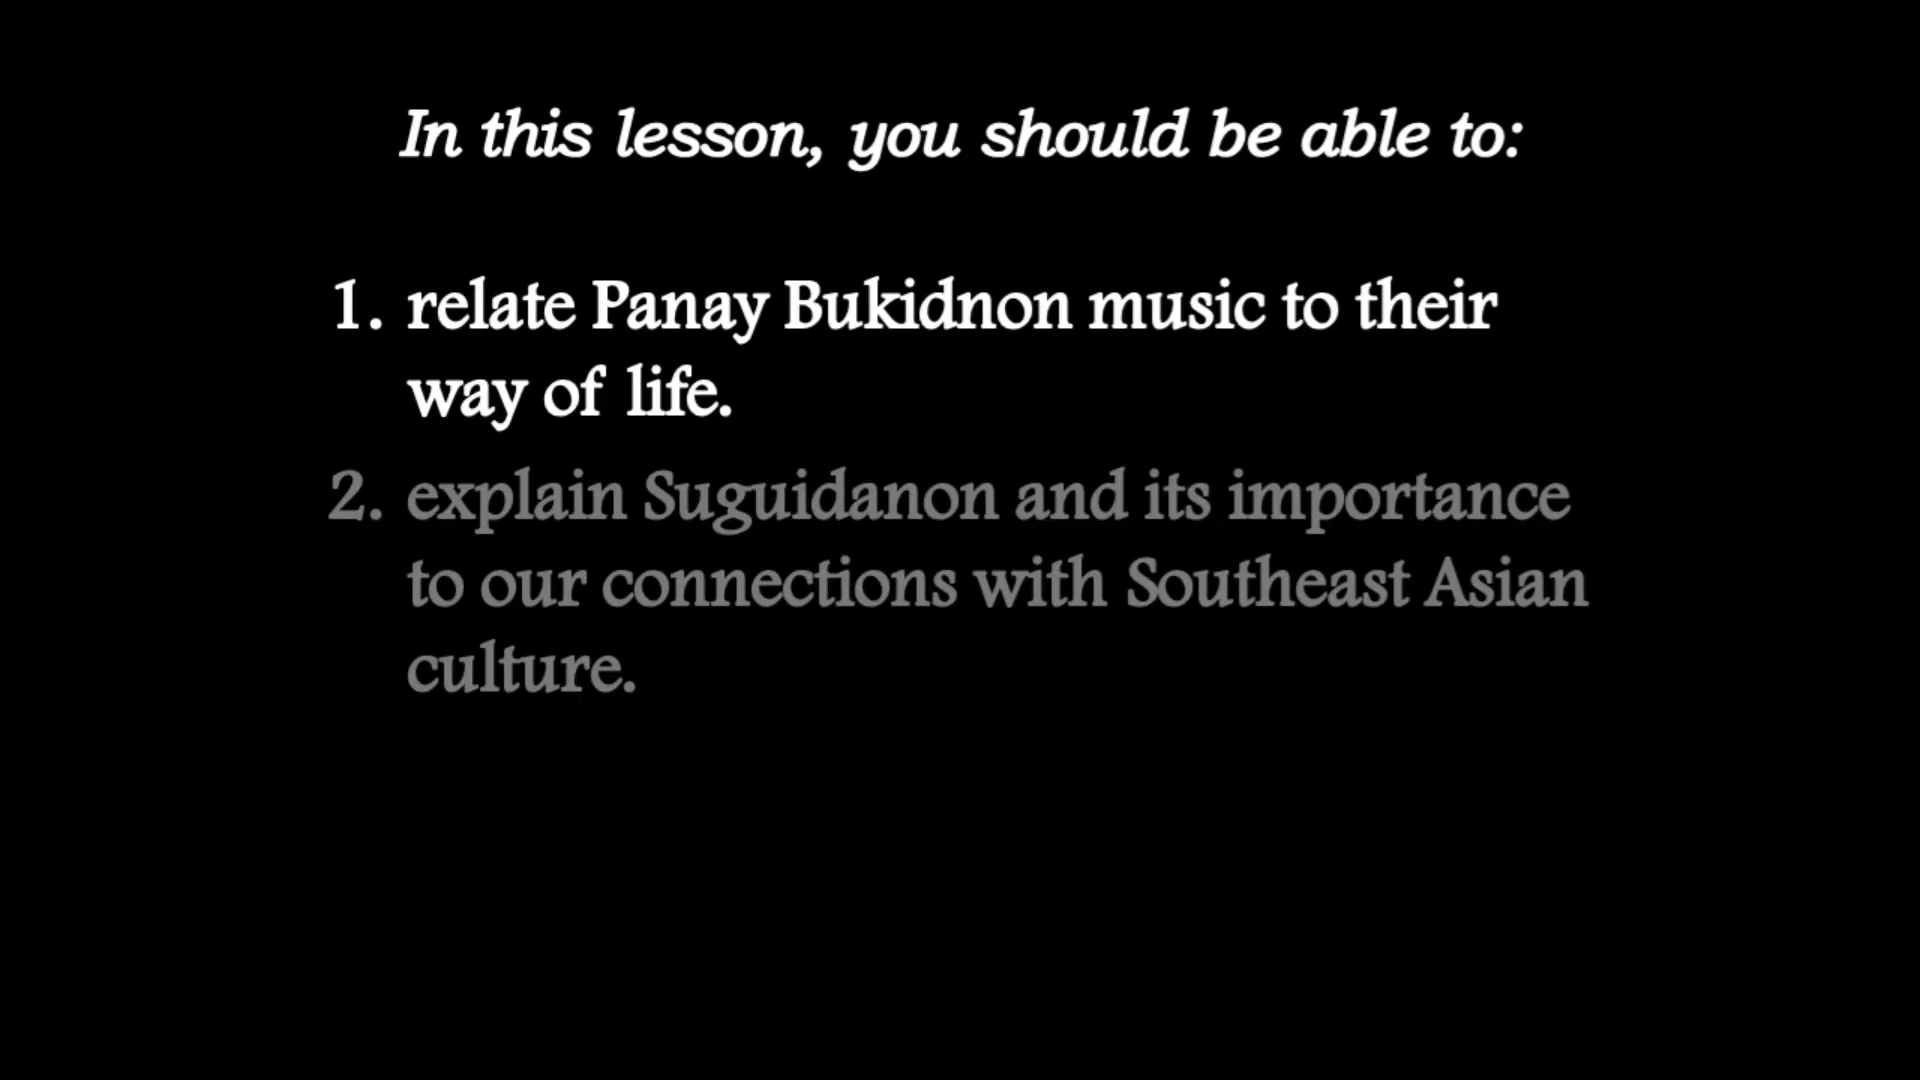 In this lesson, you should be able to:
1. relate Panay Bukidnon music to their
way of life.
2. explain Suguidanon and its importance
to our connections with Southeast Asian
culture.